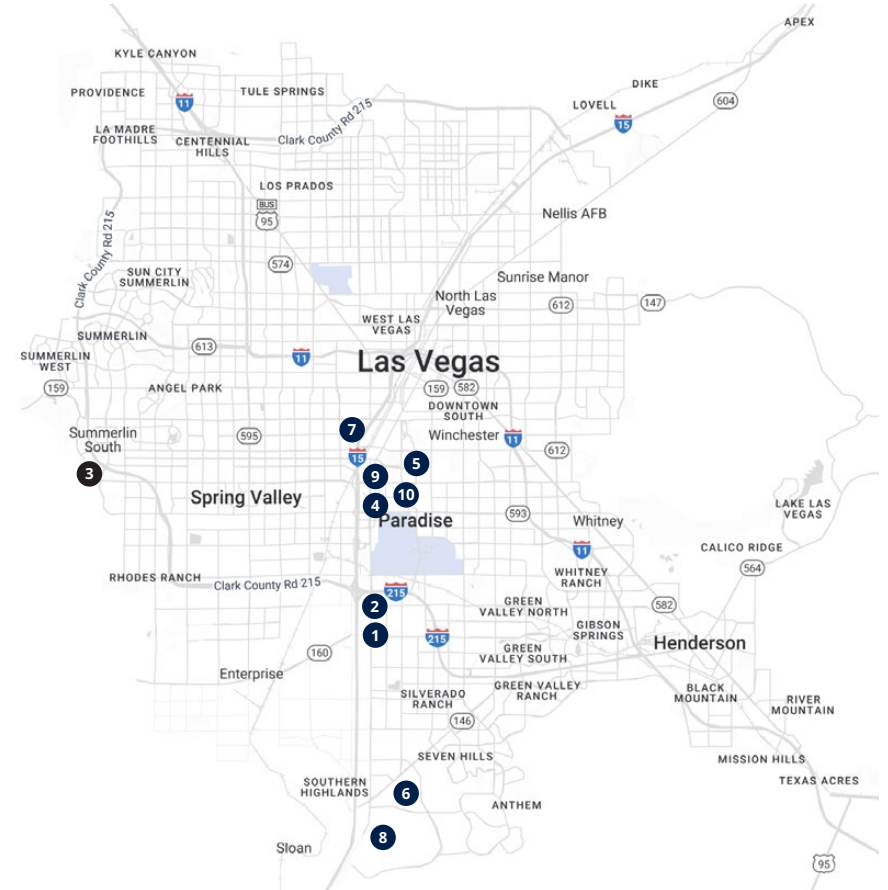 APEX
KYLE CANYON
DIKE
PROVIDENCE
TULE SPRINGS
11
604
LOVELL
15
LA MADRE
FOOTHILLS
CENTENNIAL
HILLS
Clark County Rd 215
LOS PRADOS
BUS
95
Nellis AFB
Clark County Rd 215
574
SUN CITY
SUMMERLIN
Sunrise Manor
North Las
Vegas
612
147
WEST LAS
VEGAS
SUMMERLIN
613
11
Las Vegas
SUMMERLIN
WEST
159
ANGEL PARK
159
582
DOWNTOWN
SOUTH
7
Summerlin
South
595
Winchester
11
612
15
5
3
9
Spring Valley
10
4
Paradise
593
Whitney
LAKE LAS
VEGAS
11
CALICO RIDGE
564
RHODES RANCH
Clark County Rd 215
WHITNEY
RANCH
215
2
GREEN
VALLEY NORTH
582
1
215
GIBSON
SPRINGS
Henderson
160
GREEN
VALLEY SOUTH
Enterprise
SILVERADO
RANCH
GREEN VALLEY
RANCH
BLACK
MOUNTAIN
RIVER
MOUNTAIN
146
SEVEN HILLS
MISSION HILLS
SOUTHERN
HIGHLANDS
6
ANTHEM
TEXAS ACRES
8
Sloan
95